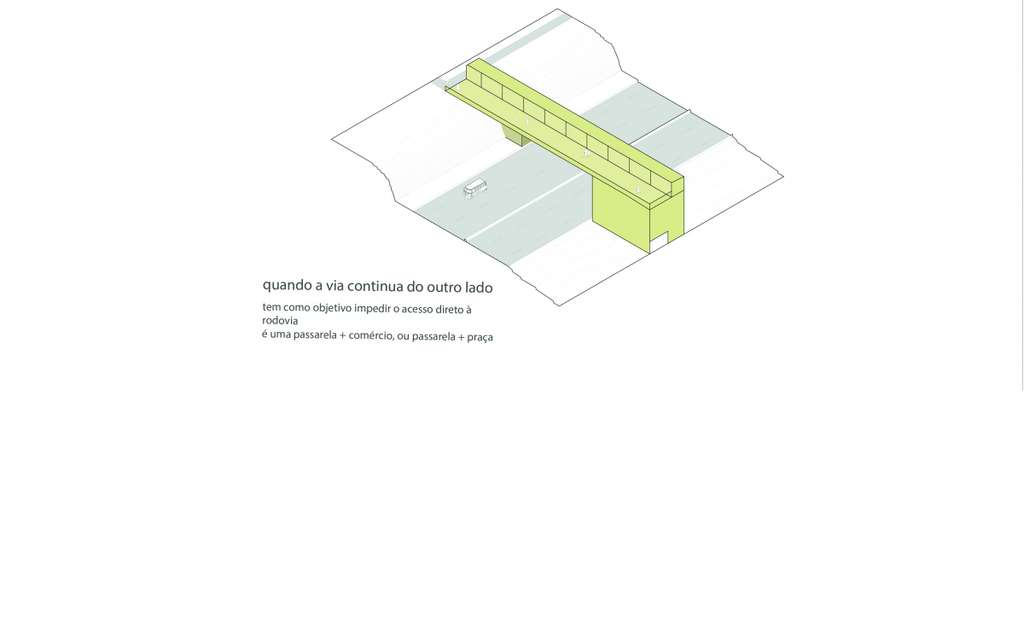 quando a via continua do outro lado
tem como objetivo impedir o acesso direto à
rodovia
é uma passarela + comércio, ou passarela + praça